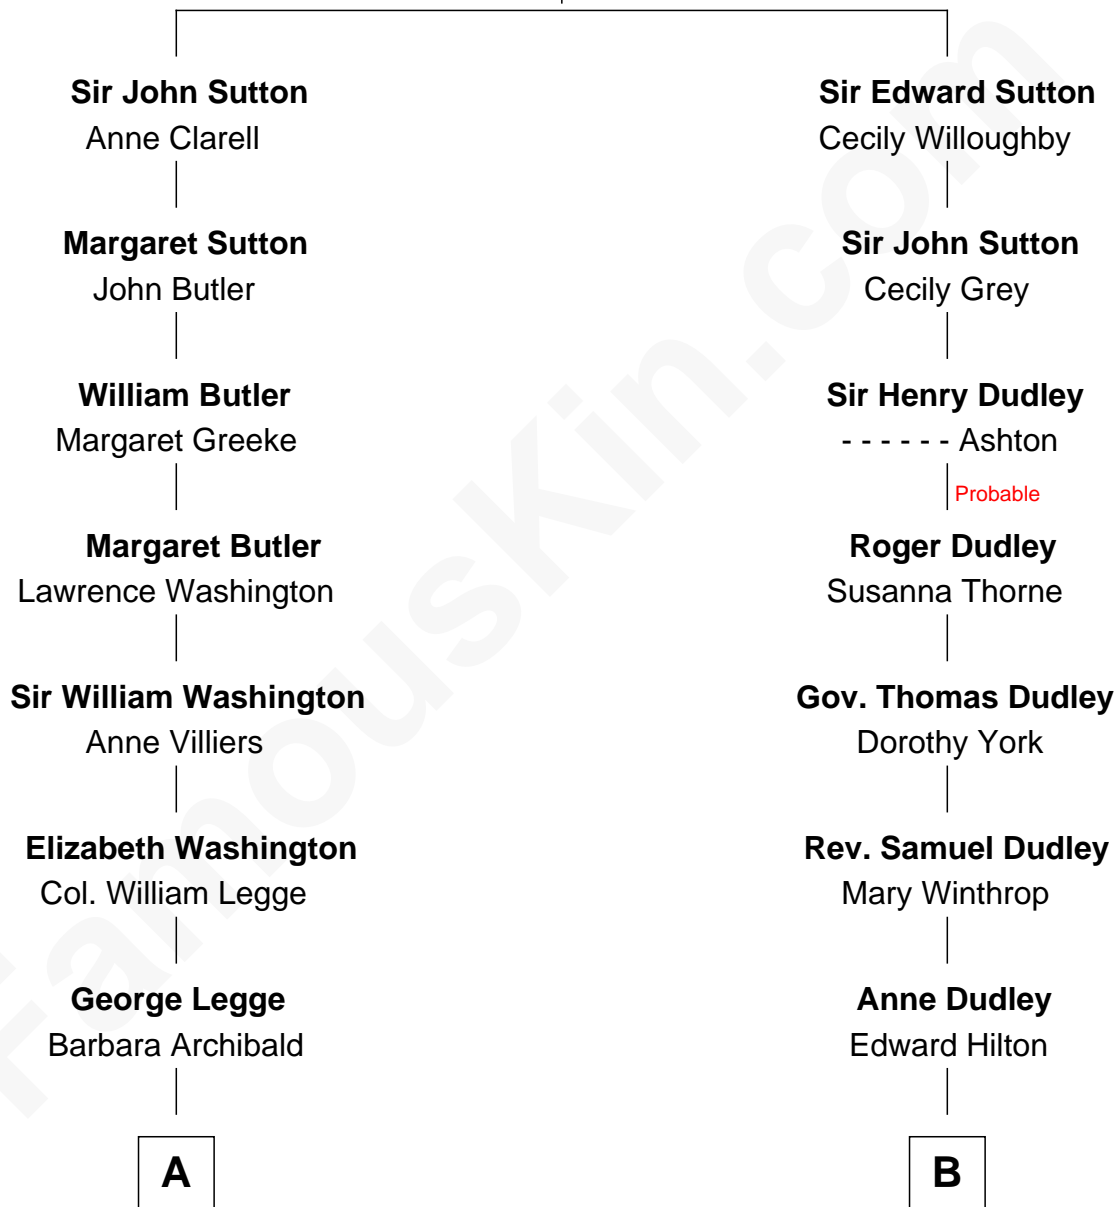 Sir John Sutton
Anne Clarell
Margaret Sutton
John Butler
William Butler
Margaret Greeke
Margaret Butler
Lawrence Washington
Sir William Washington
Anne Villiers
Elizabeth Washington
Col. William Legge
George Legge
Barbara Archibald
A
Sir Edward Sutton
Cecily Willoughby
Sir John Sutton
Cecily Grey
Sir Henry Dudley
- - - - - - Ashton
Probable
Roger Dudley
Susanna Thorne
Gov. Thomas Dudley
Dorothy York
Rev. Samuel Dudley
Mary Winthrop
Anne Dudley
Edward Hilton
B
FamousKin.com